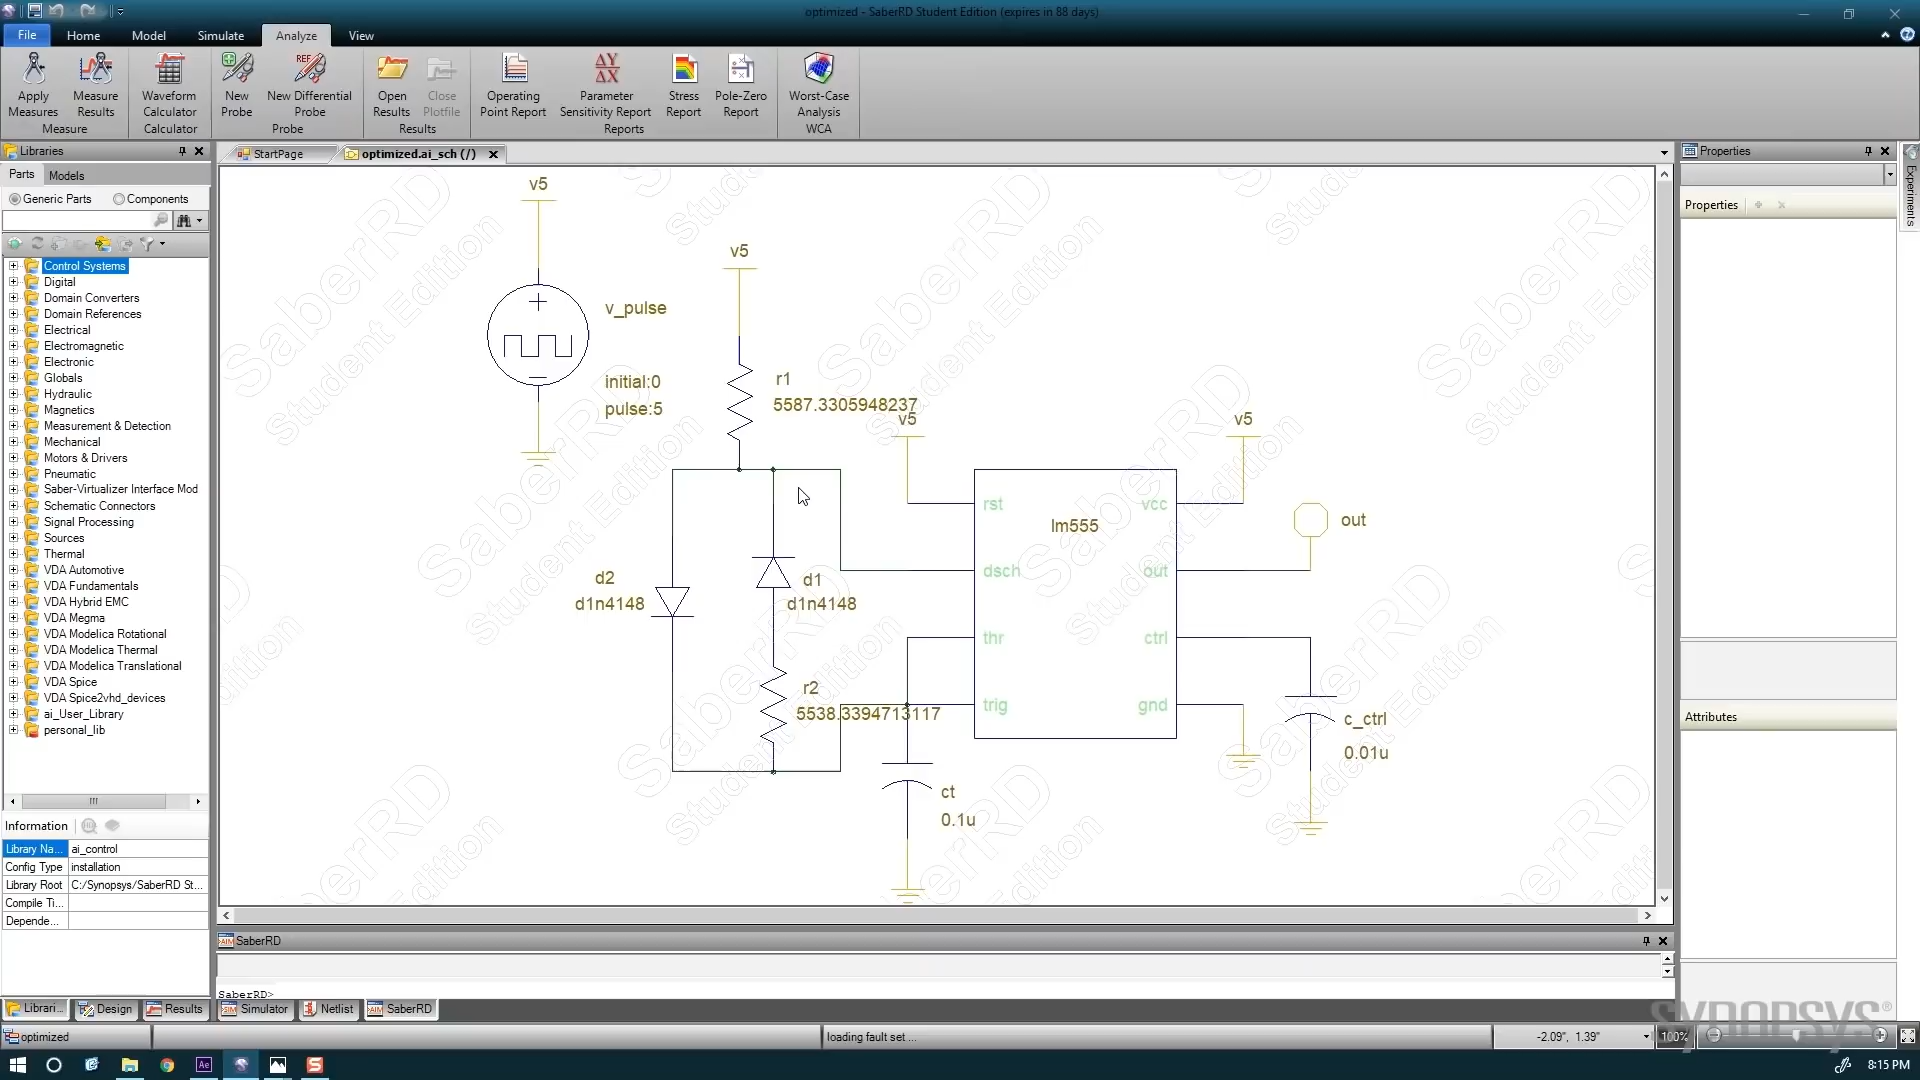 optimized - SaberRD Student Edition (expires in 88 days)
File Home Model Simulate Analyze View
Apply Measures
Measure Results
Measure
Waveform Calculator
Calculator
New Probe
New Differential Probe
Probe
REF
Open Results
Close Plotfile
Results
Operating Point Report
ΔY
ΔX
Parameter Sensitivity Report
Stress Report
Pole-Zero Report
Reports
Worst-Case Analysis
WCA
Libraries
Parts Models
Generic Parts Components
Control Systems
Digital
Domain Converters
Domain References
Electrical
Electromagnetic
Electronic
Globals
Hydraulic
Magnetics
Measurement & Detection
Mechanical
Motors & Drivers
Pneumatic
Saber-Virtualizer Interface Mod
Schematic Connectors
Signal Processing
Sources
Thermal
VDA Automotive
VDA Fundamentals
VDA Hybrid EMC
VDA Megma
VDA Modelica Rotational
VDA Modelica Thermal
VDA Modelica Translational
VDA Spice
VDA Spice2vhd_devices
ai_User_Library
personal_lib
Information
Library Na... ai_control
Config Type installation
Library Root C:/Synopsys/SaberRD St...
Compile Ti...
Depende...
Librari... Design Results
StartPage optimized.ai_sch (/)
v5
v_pulse
initial:0
pulse:5
v5
r1
5587.3305948237
v5
v5
rst
vcc
lm555
out
dsch
out
d2
d1n4148
d1
d1n4148
thr
ctrl
r2
5538.3394713117
trig
gnd
c_ctrl
0.01u
ct
0.1u
SaberRD Student Edition
SaberRD
SaberRD>
Simulator Netlist SaberRD
Properties
Properties
Attributes
Experiments
SYNOPSYS®
optimized
loading fault set ...
-2.09", 1.39"
100%
Ae
S
8:15 PM